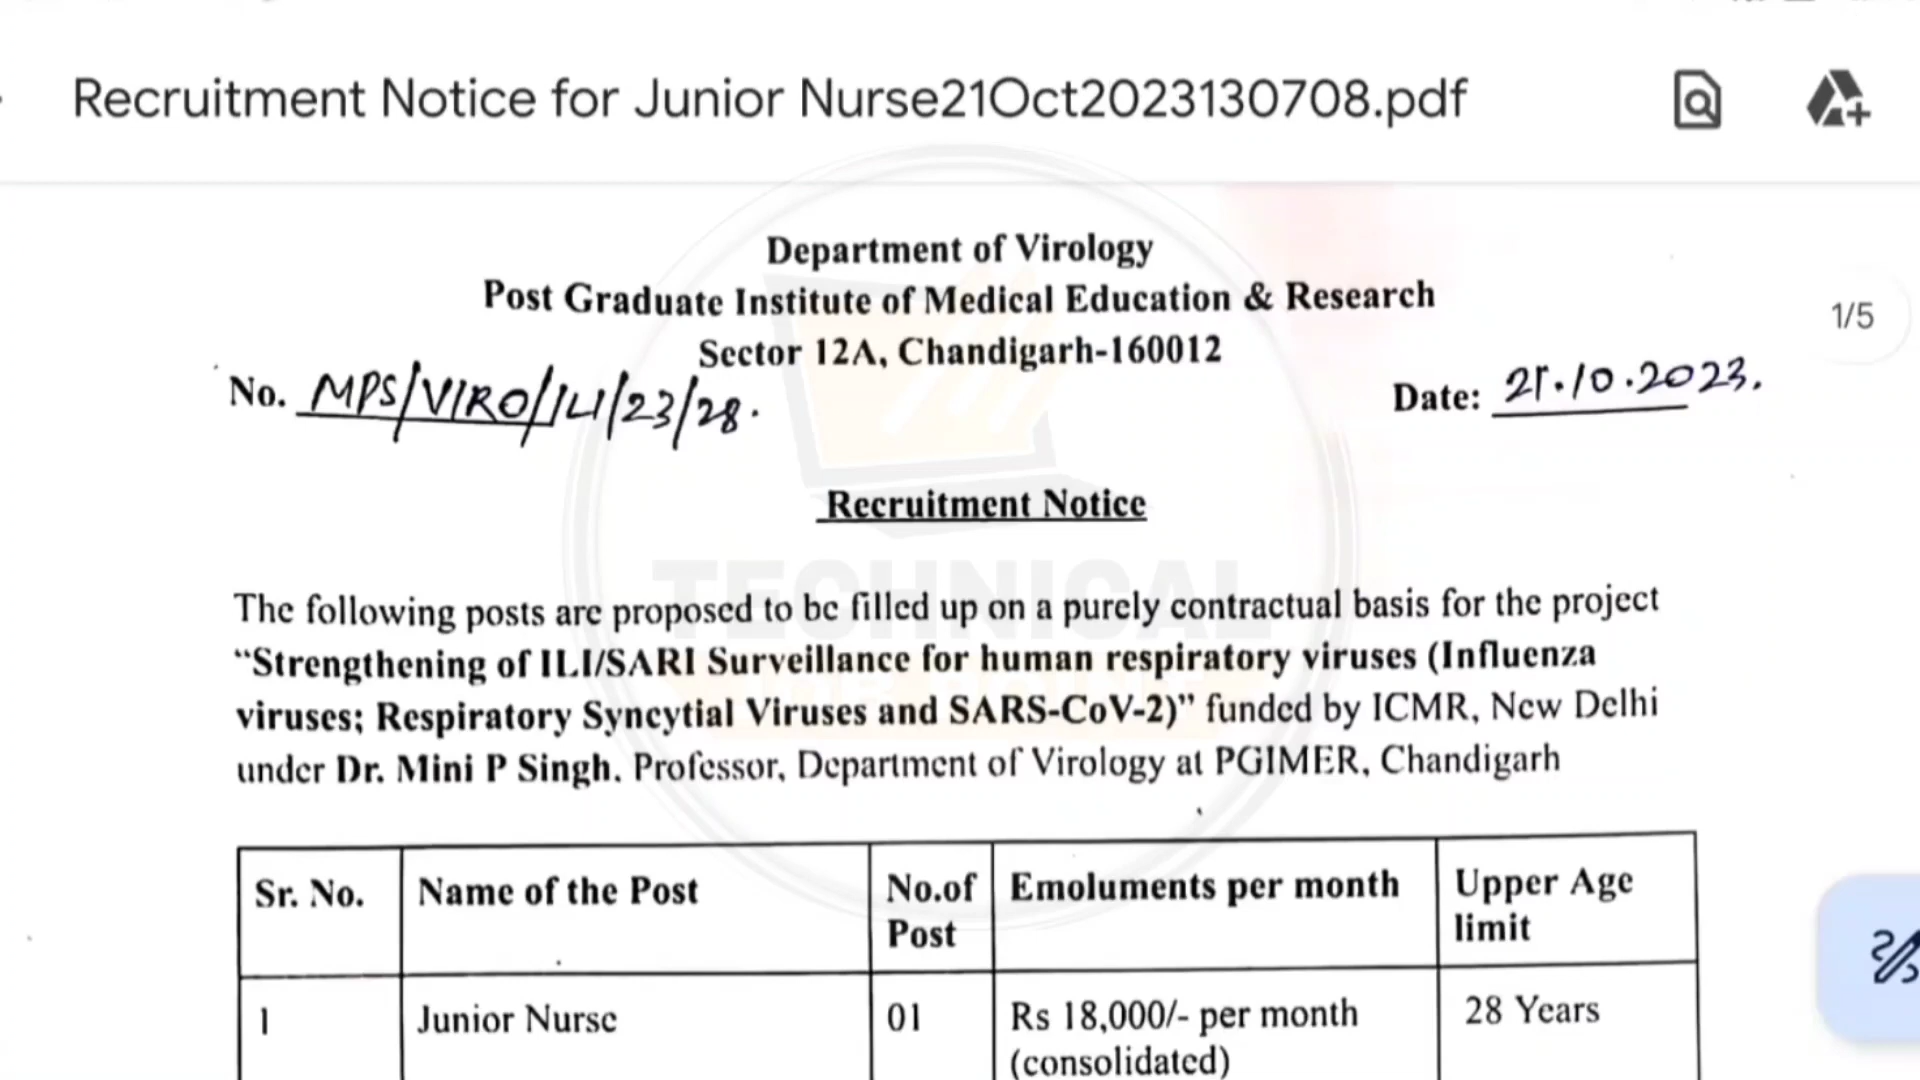 Recruitment Notice for Junior Nurse21Oct2023130708.pdf
1/5
Department of Virology
Post Graduate Institute of Medical Education & Research
Sector 12A, Chandigarh-160012
No. MPS/VIRO/ILI/23/28.
Date: 21.10.2023.
Recruitment Notice
The following posts are proposed to be filled up on a purely contractual basis for the project
“Strengthening of ILI/SARI Surveillance for human respiratory viruses (Influenza
viruses; Respiratory Syncytial Viruses and SARS-CoV-2)” funded by ICMR, New Delhi
under Dr. Mini P Singh. Professor, Department of Virology at PGIMER, Chandigarh
Sr. No. Name of the Post No.of Post Emoluments per month Upper Age limit
1 Junior Nurse 01 Rs 18,000/- per month (consolidated) 28 Years
TECHNICAL